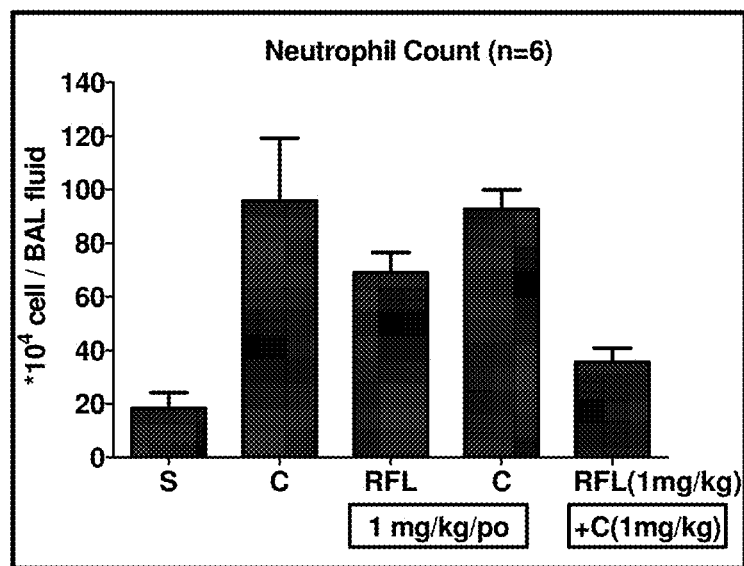 Neutrophil Count (n=6)
*10⁴ cell / BAL fluid
140
120
100
80
60
40
20
0
S C RFL C RFL(1mg/kg)
1 mg/kg/po +C(1mg/kg)